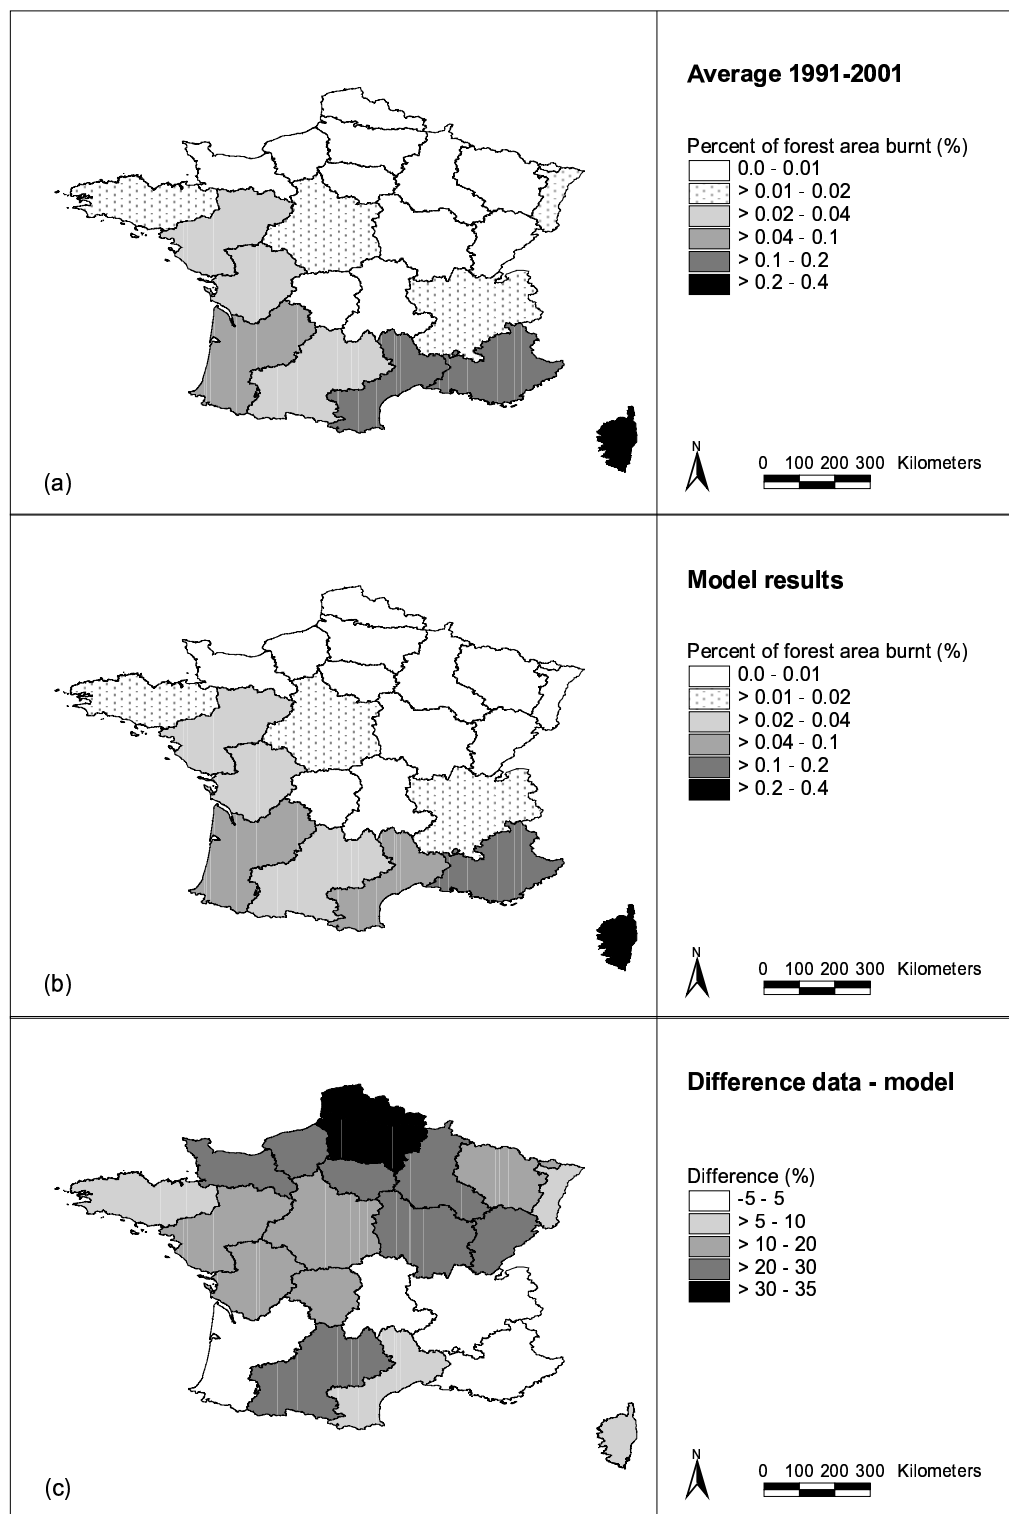 Average 1991-2001
Percent of forest area burnt (%)
0.0 - 0.01
> 0.01 - 0.02
> 0.02 - 0.04
> 0.04 - 0.1
> 0.1 - 0.2
> 0.2 - 0.4
N
0 100 200 300 Kilometers
(a)
Model results
Percent of forest area burnt (%)
0.0 - 0.01
> 0.01 - 0.02
> 0.02 - 0.04
> 0.04 - 0.1
> 0.1 - 0.2
> 0.2 - 0.4
N
0 100 200 300 Kilometers
(b)
Difference data - model
Difference (%)
-5 - 5
> 5 - 10
> 10 - 20
> 20 - 30
> 30 - 35
N
0 100 200 300 Kilometers
(c)